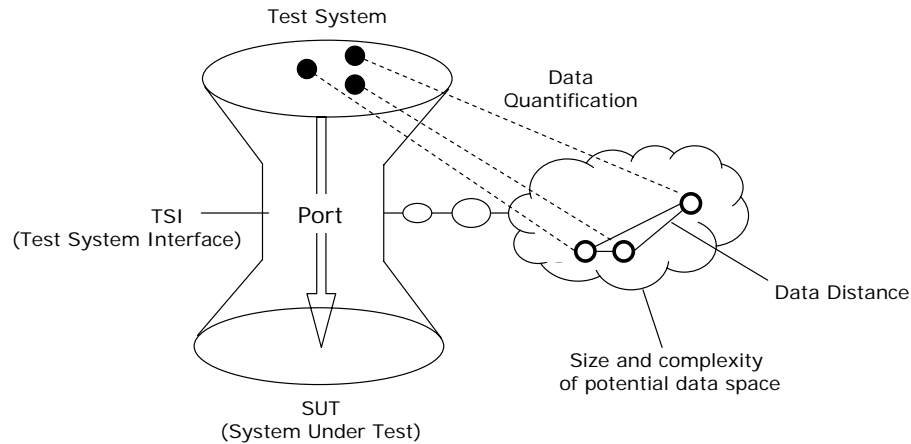 Test System
Data
Quantification
TSI
(Test System Interface)
Port
Data Distance
Size and complexity
of potential data space
SUT
(System Under Test)